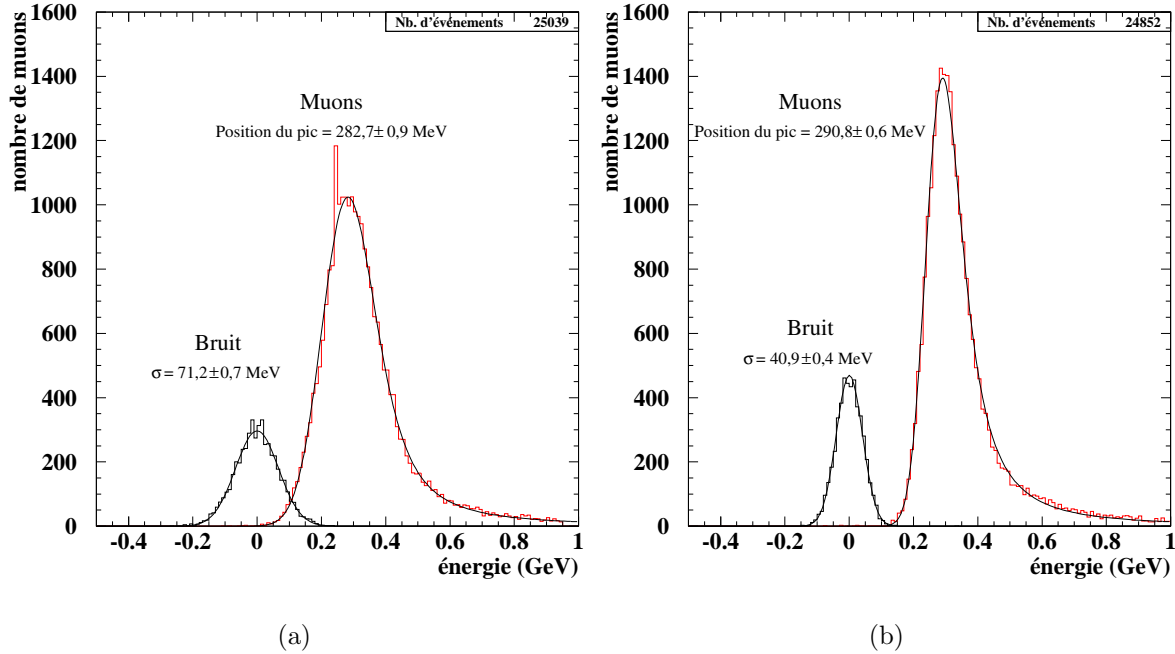 Nb. d'événements 25039
nombre de muons
1600
1400
1200
1000
800
600
400
200
0
Muons
Position du pic = 282,7± 0,9 MeV
Bruit
σ = 71,2±0,7 MeV
-0.4 -0.2 0 0.2 0.4 0.6 0.8 1
énergie (GeV)
(a)
Nb. d'événements 24852
nombre de muons
1600
1400
1200
1000
800
600
400
200
0
Muons
Position du pic = 290,8± 0,6 MeV
Bruit
σ = 40,9±0,4 MeV
-0.4 -0.2 0 0.2 0.4 0.6 0.8 1
énergie (GeV)
(b)